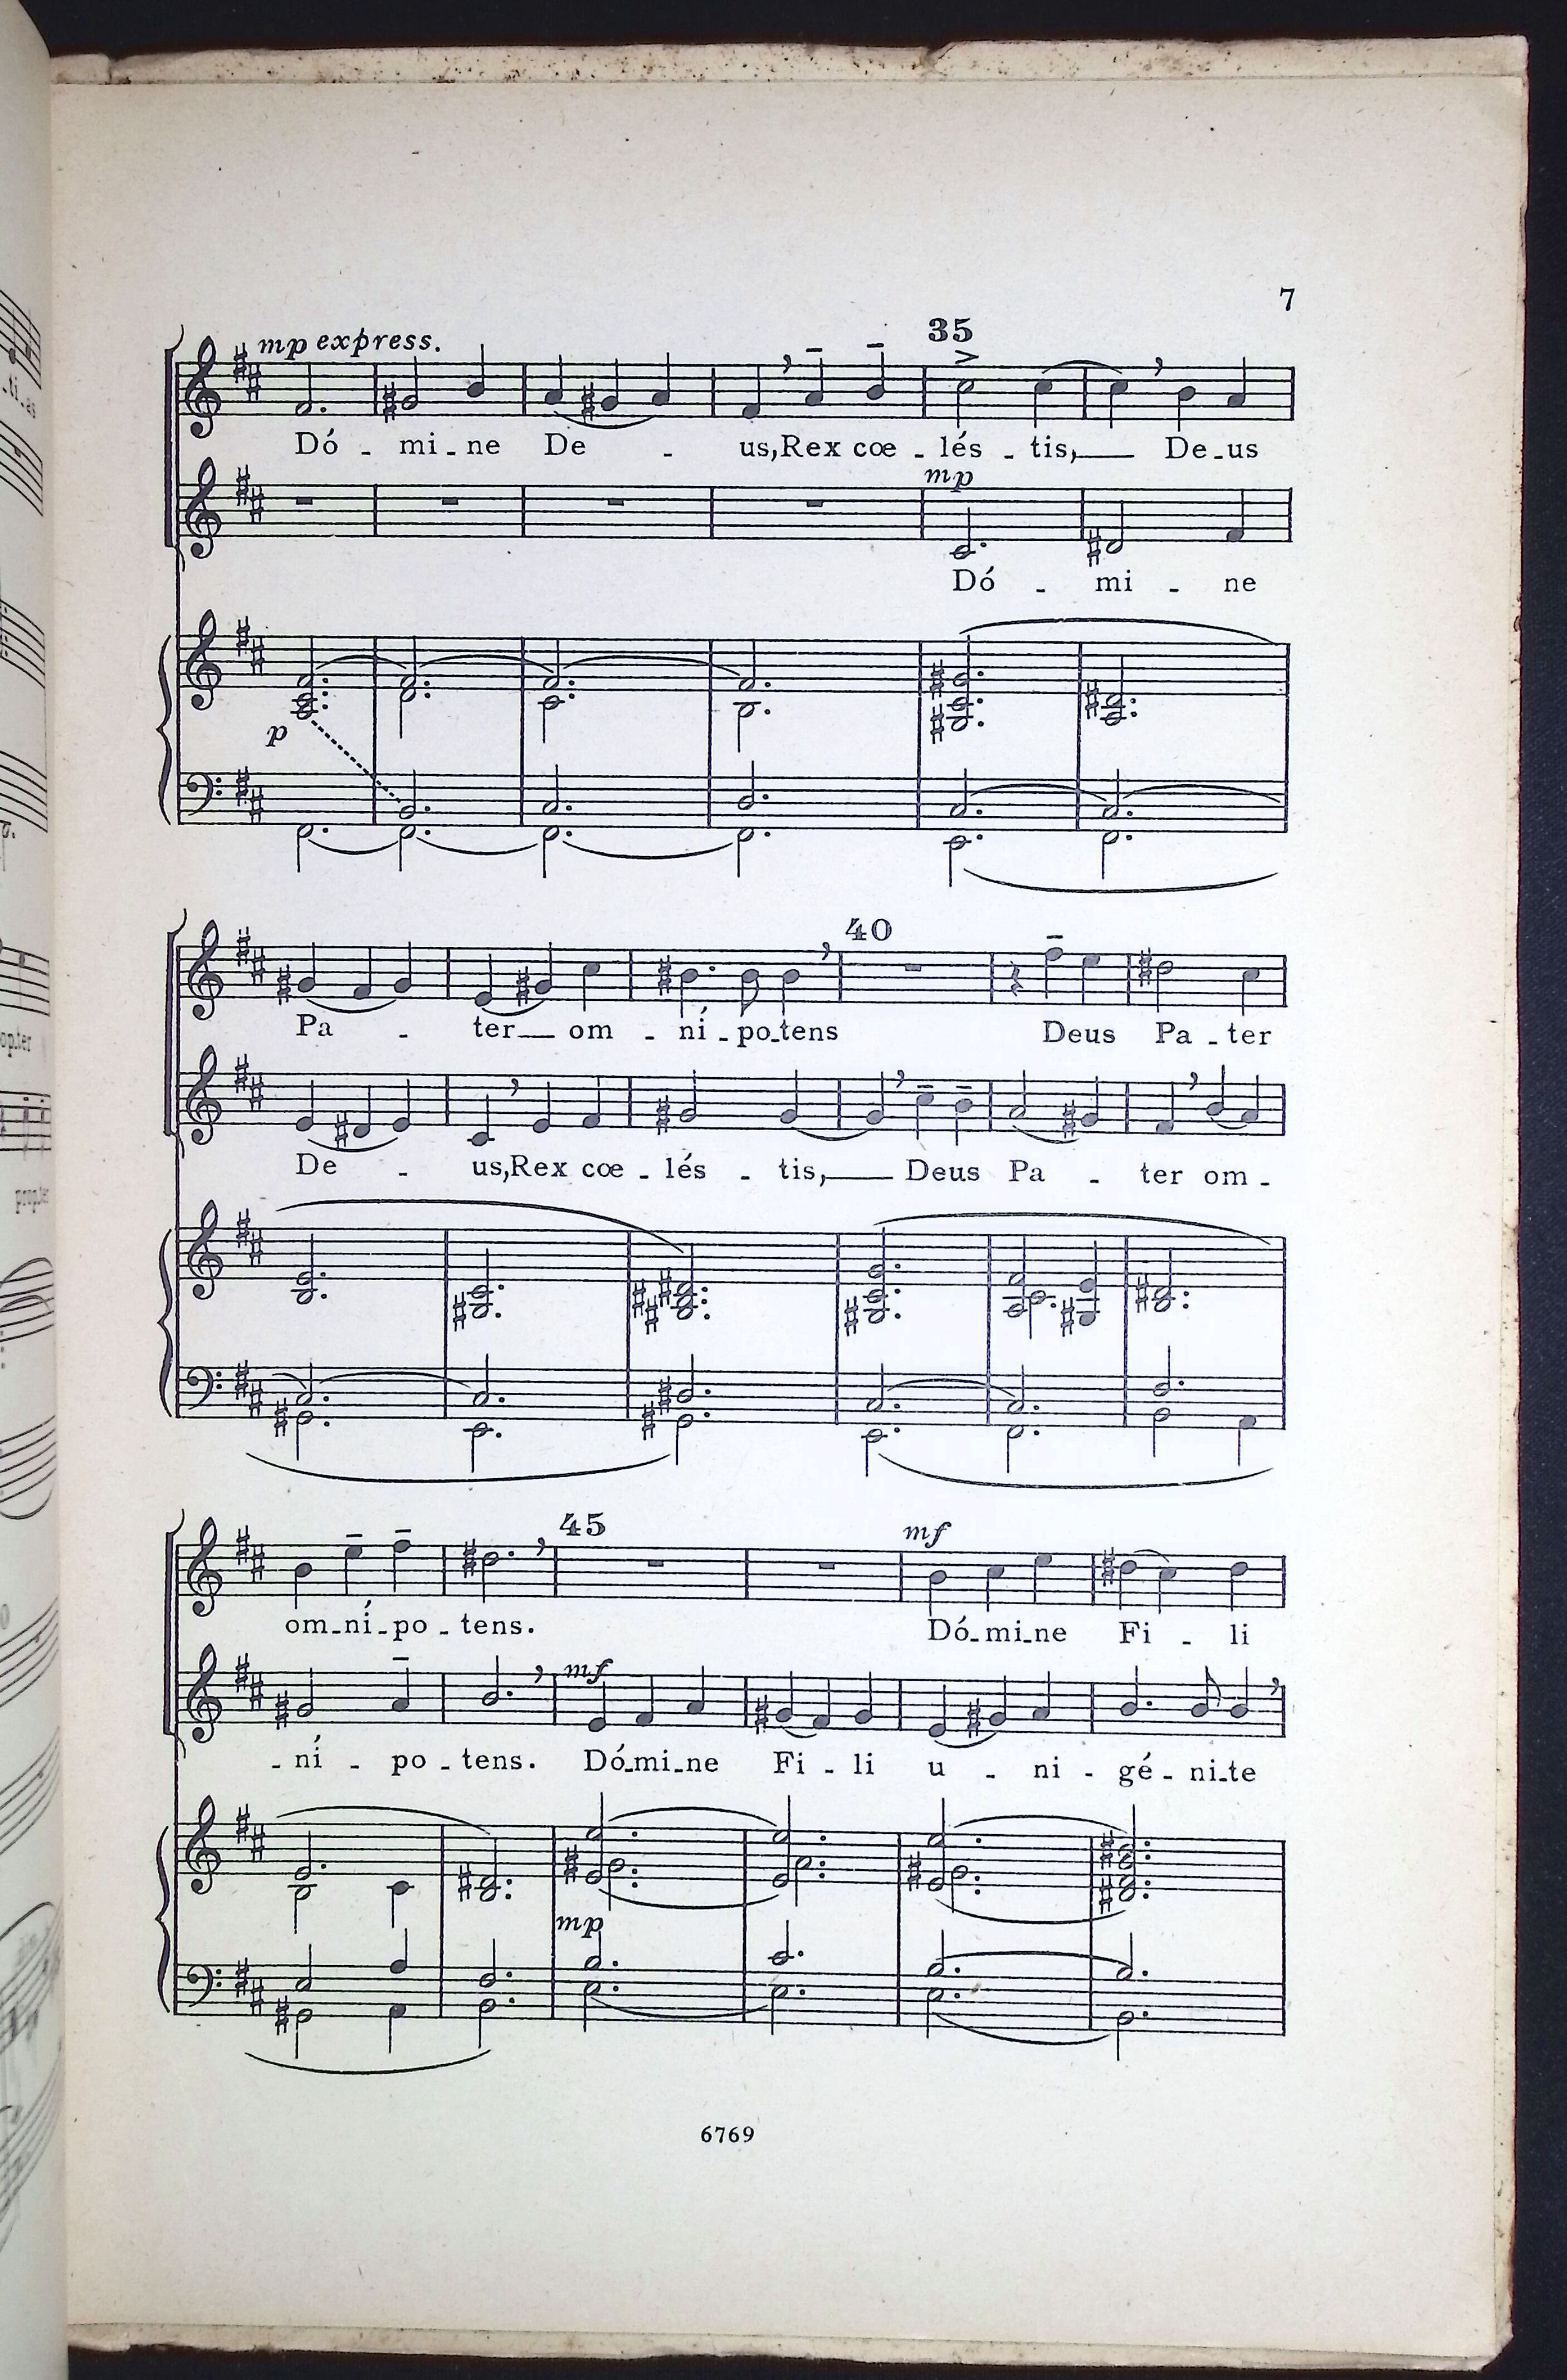 7
mp express.
35
Dó - mi - ne De - us, Rex cœ - lés - tis, De - us
mp
Dó - mi - ne
p
40
Pa - ter om - ní - po - tens Deus Pa - ter
De - us, Rex cœ - lés - tis, Deus Pa - ter om -
45
mf
om - ní - po - tens. Dó - mi - ne Fi - li
mf
- ní - po - tens. Dó - mi - ne Fi - li u - ni - gé - ni - te
mp
6769